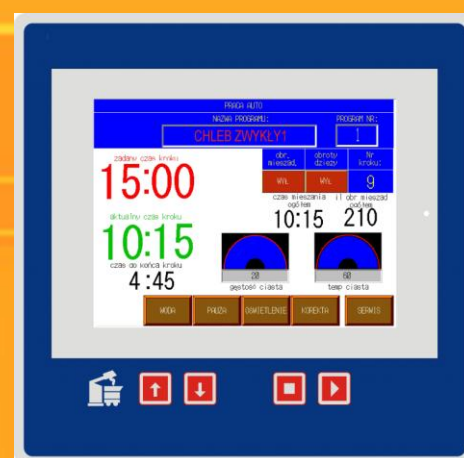 PRACA AUTO
NAZWA PROGRAMU: PROGRAM NR:
CHLEB ZWYKŁY1 1
zadany czas kroku obr. mieszad. obroty dzieży Nr kroku:
15:00 WYŁ WYŁ 9
czas mieszania ogółem il obr mieszad ogółem
aktualny czas kroku 10:15 210
10:15
czas do końca kroku
4:45 20 60
gęstość ciasta temp ciasta
WODA PAUZA OŚWIETLENIE KOREKTA SERWIS